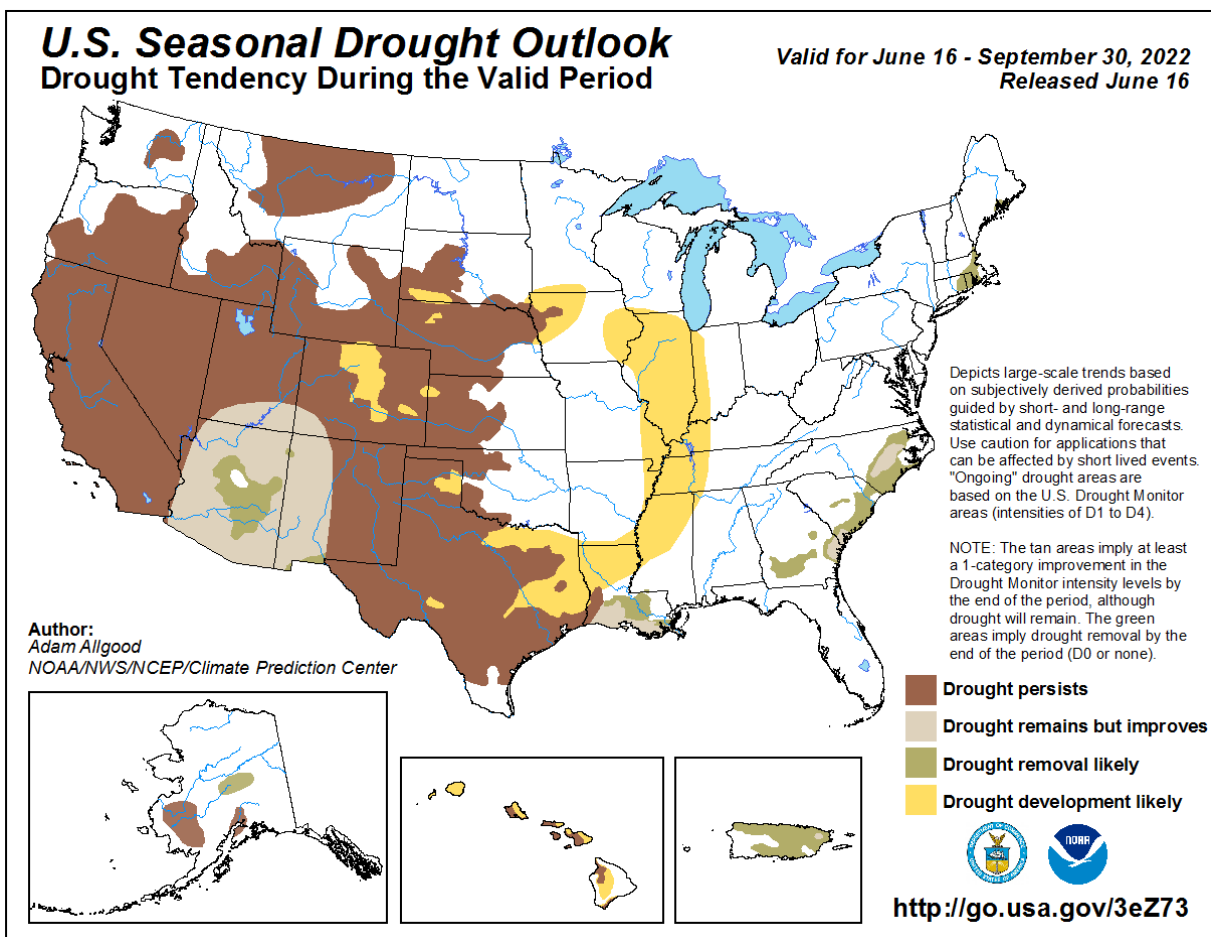 U.S. Seasonal Drought Outlook
Drought Tendency During the Valid Period
Valid for June 16 - September 30, 2022
Released June 16
Depicts large-scale trends based
on subjectively derived probabilities
guided by short- and long-range
statistical and dynamical forecasts.
Use caution for applications that
can be affected by short lived events.
"Ongoing" drought areas are
based on the U.S. Drought Monitor
areas (intensities of D1 to D4).
NOTE: The tan areas imply at least
a 1-category improvement in the
Drought Monitor intensity levels by
the end of the period, although
drought will remain. The green
areas imply drought removal by the
end of the period (D0 or none).
Author:
Adam Allgood
NOAA/NWS/NCEP/Climate Prediction Center
Drought persists
Drought remains but improves
Drought removal likely
Drought development likely
NOAA
http://go.usa.gov/3eZ73